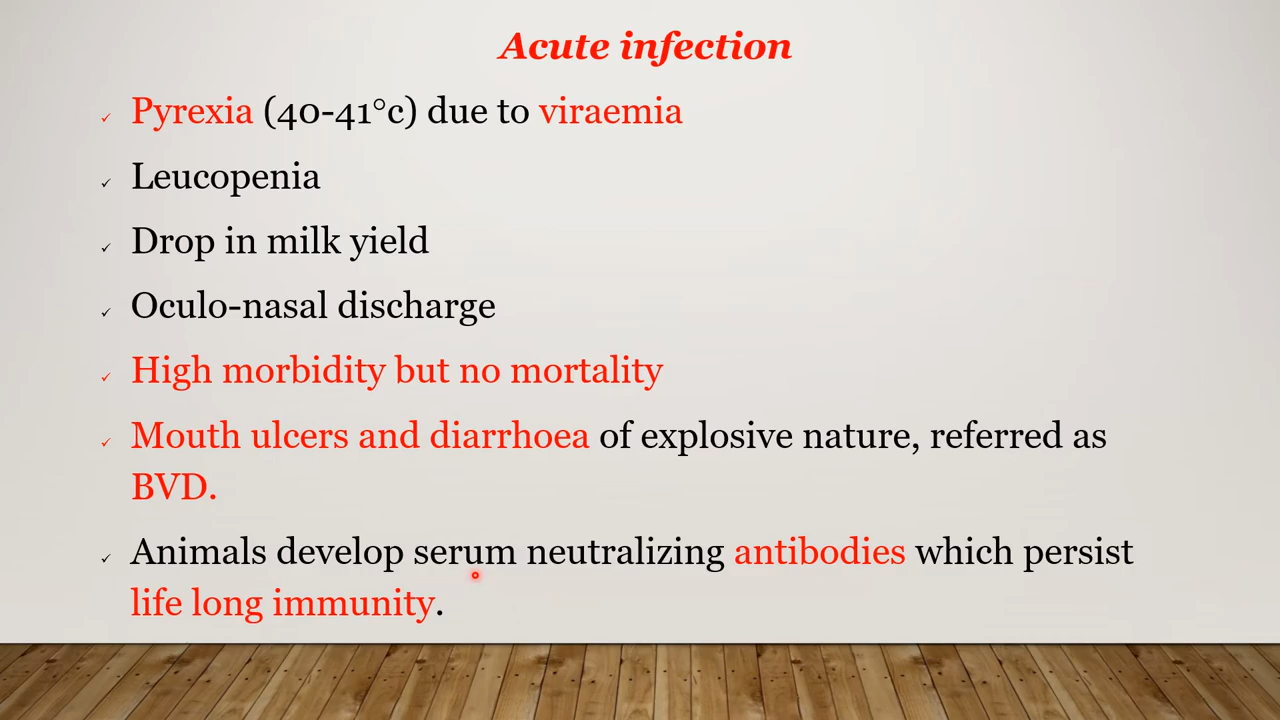 Acute infection
✓ Pyrexia (40-41°c) due to viraemia
✓ Leucopenia
✓ Drop in milk yield
✓ Oculo-nasal discharge
✓ High morbidity but no mortality
✓ Mouth ulcers and diarrhoea of explosive nature, referred as
BVD.
✓ Animals develop serum neutralizing antibodies which persist
life long immunity.